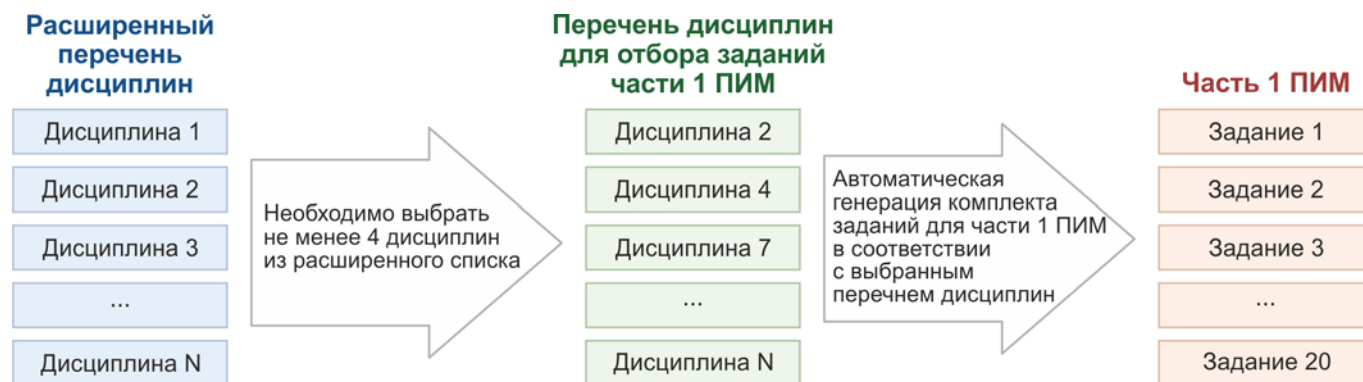 Расширенный
перечень
дисциплин
Дисциплина 1
Дисциплина 2
Дисциплина 3
...
Дисциплина N
Необходимо выбрать
не менее 4 дисциплин
из расширенного списка
Перечень дисциплин
для отбора заданий
части 1 ПИМ
Дисциплина 2
Дисциплина 4
Дисциплина 7
...
Дисциплина N
Автоматическая
генерация комплекта
заданий для части 1 ПИМ
в соответствии
с выбранным
перечнем дисциплин
Часть 1 ПИМ
Задание 1
Задание 2
Задание 3
...
Задание 20